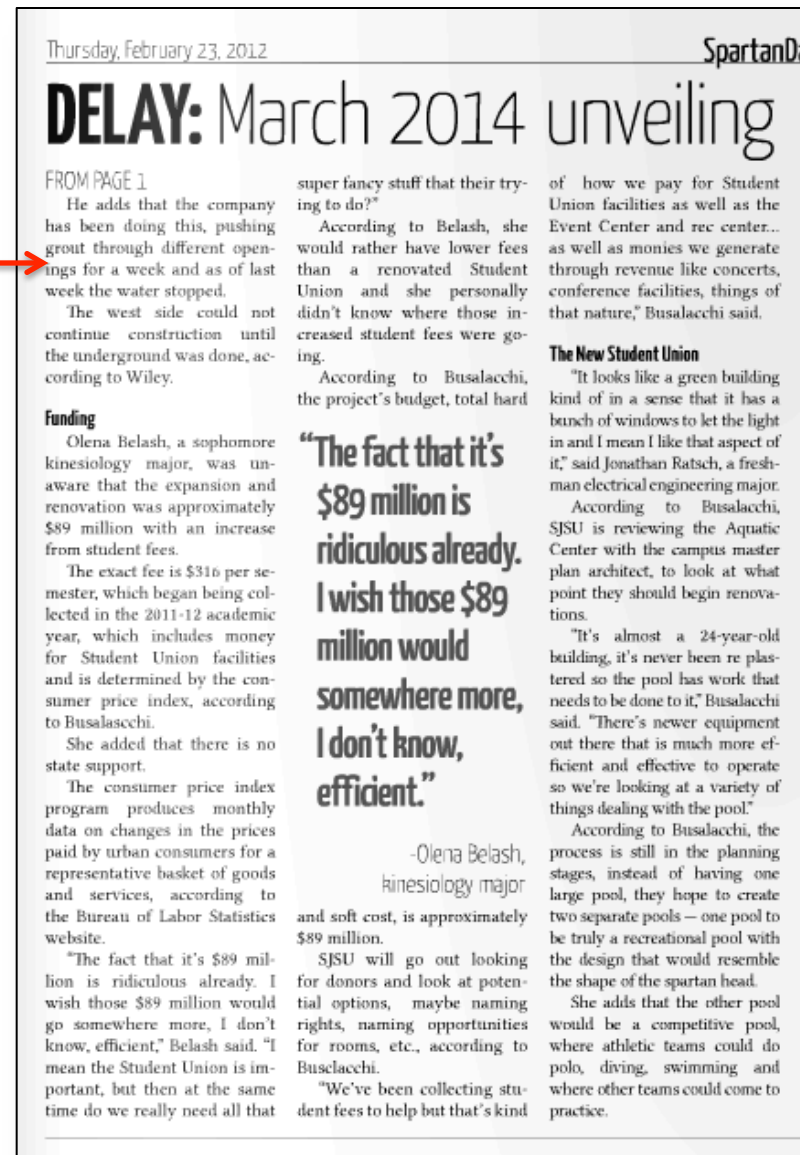 Thursday, February 23, 2012
SpartanDa
DELAY: March 2014 unveiling
FROM PAGE 1
He adds that the company
has been doing this, pushing
grout through different open-
ings for a week and as of last
week the water stopped.
The west side could not
continue construction until
the underground was done, ac-
cording to Wiley.
Funding
Olena Belash, a sophomore
kinesiology major, was un-
aware that the expansion and
renovation was approximately
$89 million with an increase
from student fees.
The exact fee is $316 per se-
mester, which began being col-
lected in the 2011-12 academic
year, which includes money
for Student Union facilities
and is determined by the con-
sumer price index, according
to Busalascchi.
She added that there is no
state support.
The consumer price index
program produces monthly
data on changes in the prices
paid by urban consumers for a
representative basket of goods
and services, according to
the Bureau of Labor Statistics
website.
"The fact that it's $89 mil-
lion is ridiculous already. I
wish those $89 million would
go somewhere more, I don't
know, efficient," Belash said. "I
mean the Student Union is im-
portant, but then at the same
time do we really need all that
super fancy stuff that their try-
ing to do?"
According to Belash, she
would rather have lower fees
than a renovated Student
Union and she personally
didn't know where those in-
creased student fees were go-
ing.
According to Busalacchi,
the project's budget, total hard
"The fact that it's
$89 million is
ridiculous already.
I wish those $89
million would
somewhere more,
I don't know,
efficient."
-Olena Belash,
kinesiology major
and soft cost, is approximately
$89 million.
SJSU will go out looking
for donors and look at poten-
tial options, maybe naming
rights, naming opportunities
for rooms, etc., according to
Busclacchi.
"We've been collecting stu-
dent fees to help but that's kind
of how we pay for Student
Union facilities as well as the
Event Center and rec center...
as well as monies we generate
through revenue like concerts,
conference facilities, things of
that nature," Busalacchi said.
The New Student Union
"It looks like a green building
kind of in a sense that it has a
bunch of windows to let the light
in and I mean I like that aspect of
it," said Jonathan Ratsch, a fresh-
man electrical engineering major.
According to Busalacchi,
SJSU is reviewing the Aquatic
Center with the campus master
plan architect, to look at what
point they should begin renova-
tions.
"It's almost a 24-year-old
building, it's never been re plas-
tered so the pool has work that
needs to be done to it," Busalacchi
said. "There's newer equipment
out there that is much more ef-
ficient and effective to operate
so we're looking at a variety of
things dealing with the pool."
According to Busalacchi, the
process is still in the planning
stages, instead of having one
large pool, they hope to create
two separate pools — one pool to
be truly a recreational pool with
the design that would resemble
the shape of the spartan head.
She adds that the other pool
would be a competitive pool,
where athletic teams could do
polo, diving, swimming and
where other teams could come to
practice.